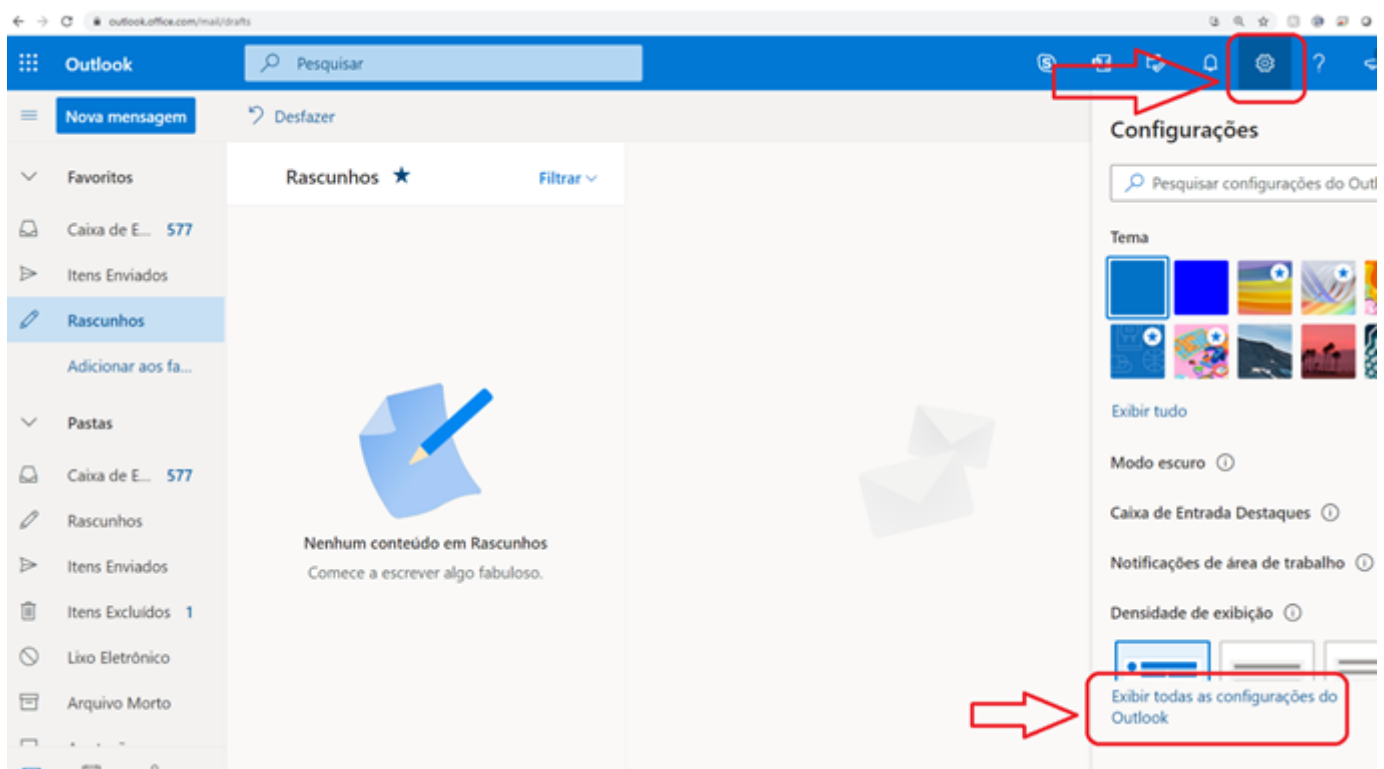 outlook.office.com/mail/drafts
Outlook
Pesquisar
Nova mensagem
Desfazer
Favoritos
Caixa de E... 577
Itens Enviados
Rascunhos
Adicionar aos fa...
Pastas
Caixa de E... 577
Rascunhos
Itens Enviados
Itens Excluídos 1
Lixo Eletrônico
Arquivo Morto
Rascunhos
Filtrar
Nenhum conteúdo em Rascunhos
Comece a escrever algo fabuloso.
Configurações
Pesquisar configurações do Outl
Tema
Exibir tudo
Modo escuro
Caixa de Entrada Destaques
Notificações de área de trabalho
Densidade de exibição
Exibir todas as configurações do
Outlook